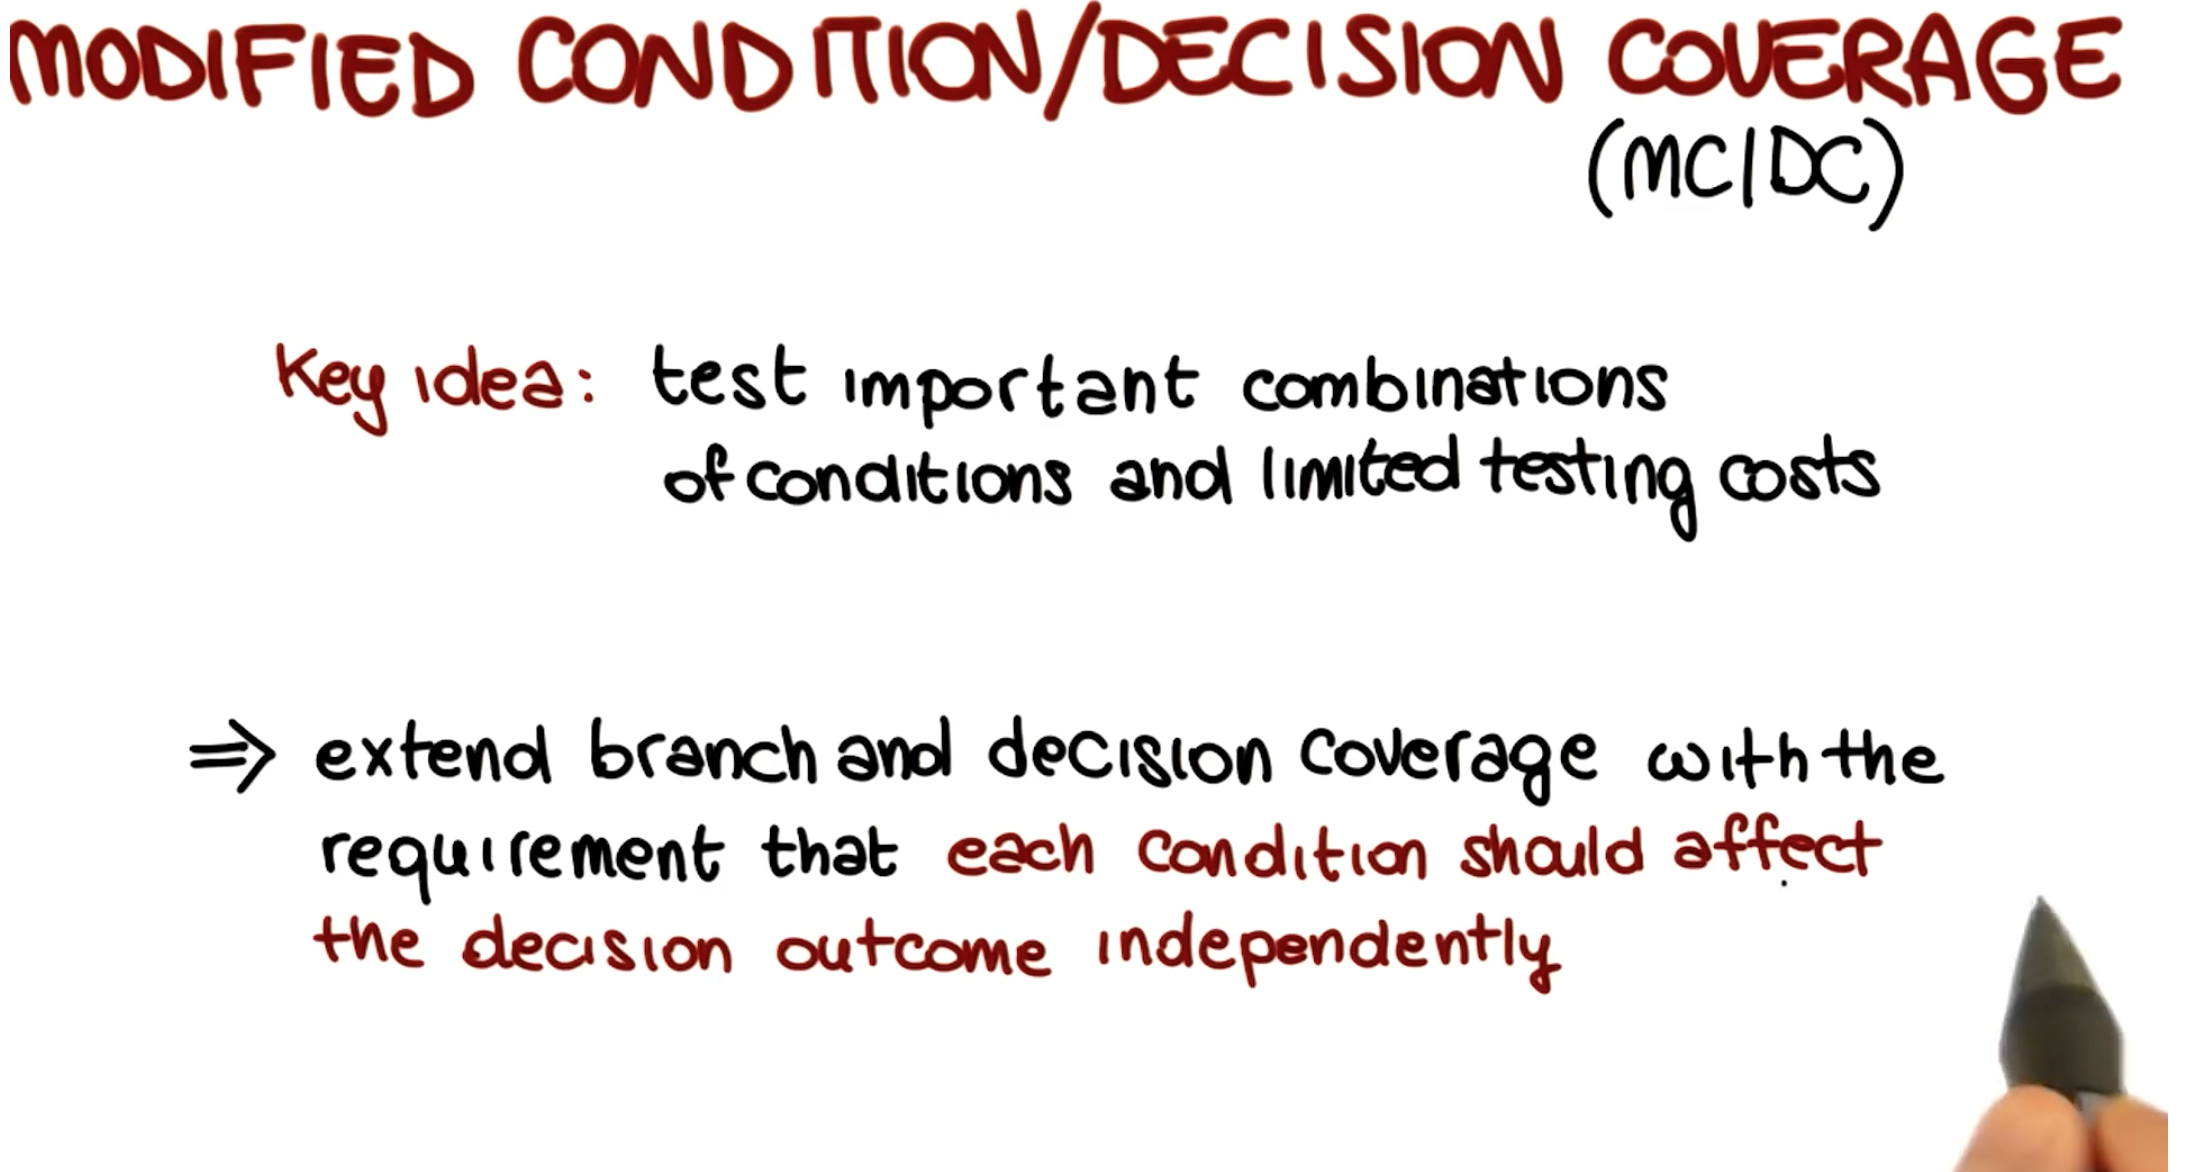 MODIFIED CONDITION/DECISION COVERAGE
(MC/DC)
Key idea: test important combinations
of conditions and limited testing costs
⇒ extend branch and decision coverage with the
requirement that each condition should affect
the decision outcome independently